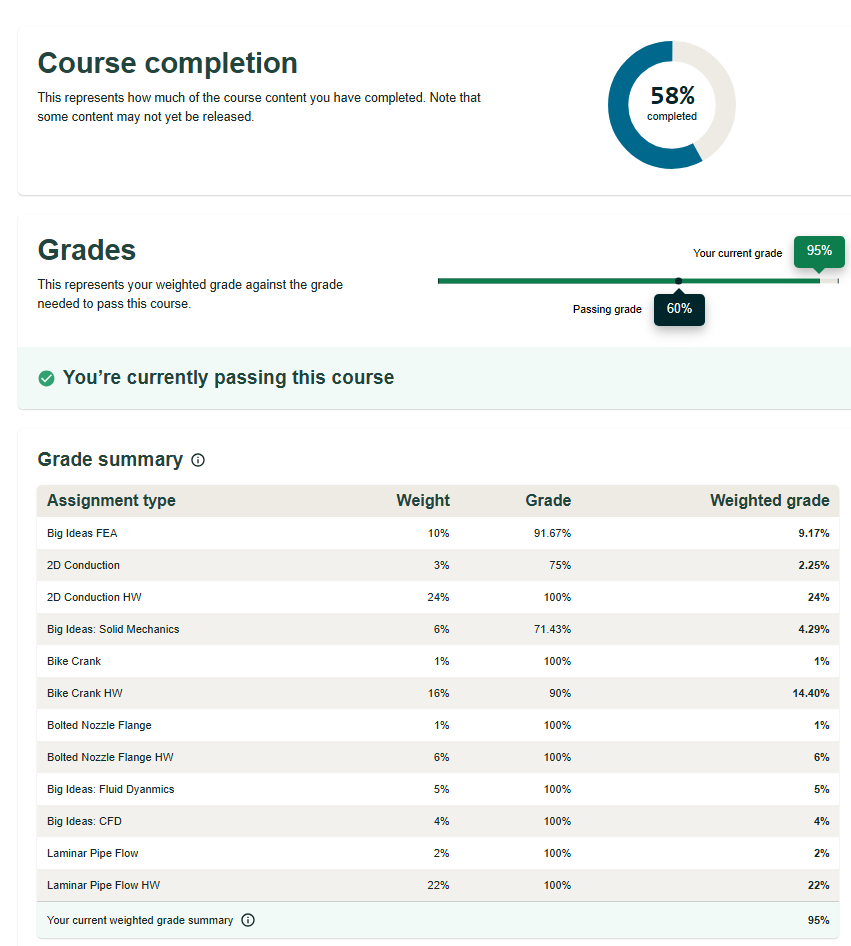 Course completion
This represents how much of the course content you have completed. Note that
some content may not yet be released.
58%
completed
Grades
This represents your weighted grade against the grade
needed to pass this course.
Your current grade 95%
Passing grade 60%
You’re currently passing this course
Grade summary
Assignment type Weight Grade Weighted grade
Big Ideas FEA 10% 91.67% 9.17%
2D Conduction 3% 75% 2.25%
2D Conduction HW 24% 100% 24%
Big Ideas: Solid Mechanics 6% 71.43% 4.29%
Bike Crank 1% 100% 1%
Bike Crank HW 16% 90% 14.40%
Bolted Nozzle Flange 1% 100% 1%
Bolted Nozzle Flange HW 6% 100% 6%
Big Ideas: Fluid Dyanmics 5% 100% 5%
Big Ideas: CFD 4% 100% 4%
Laminar Pipe Flow 2% 100% 2%
Laminar Pipe Flow HW 22% 100% 22%
Your current weighted grade summary 95%